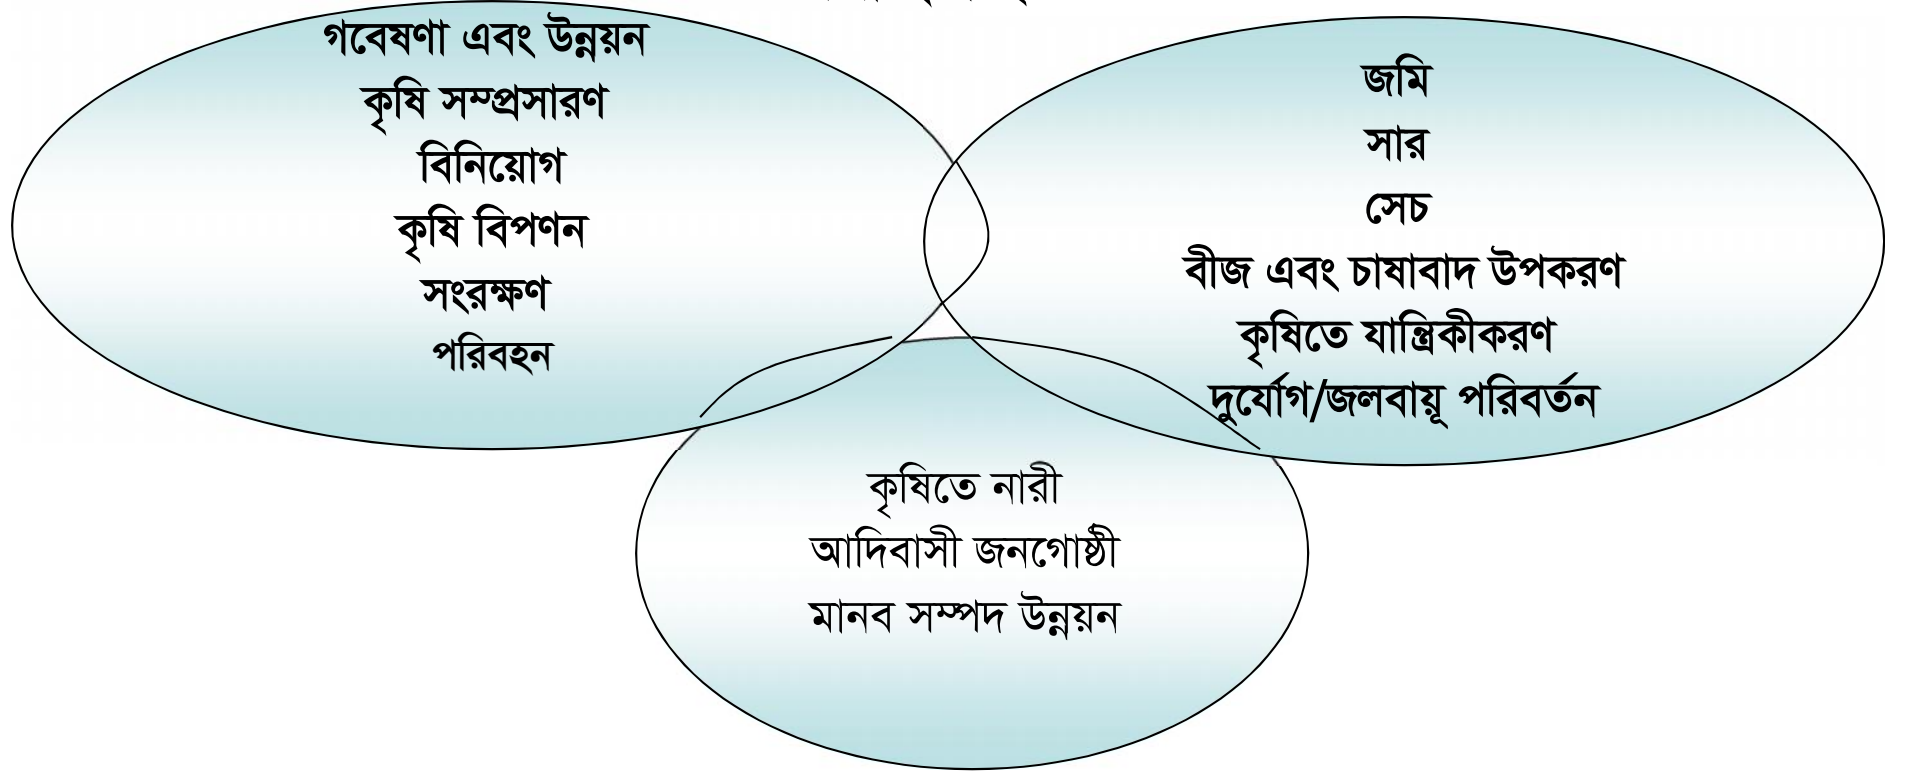 গবেষণা এবং উন্নয়ন
কৃষি সম্প্রসারণ
বিনিয়োগ
কৃষি বিপণন
সংরক্ষণ
পরিবহন
জমি
সার
সেচ
বীজ এবং চাষাবাদ উপকরণ
কৃষিতে যান্ত্রিকীকরণ
দুর্যোগ/জলবায়ূ পরিবর্তন
কৃষিতে নারী
আদিবাসী জনগোষ্ঠী
মানব সম্পদ উন্নয়ন